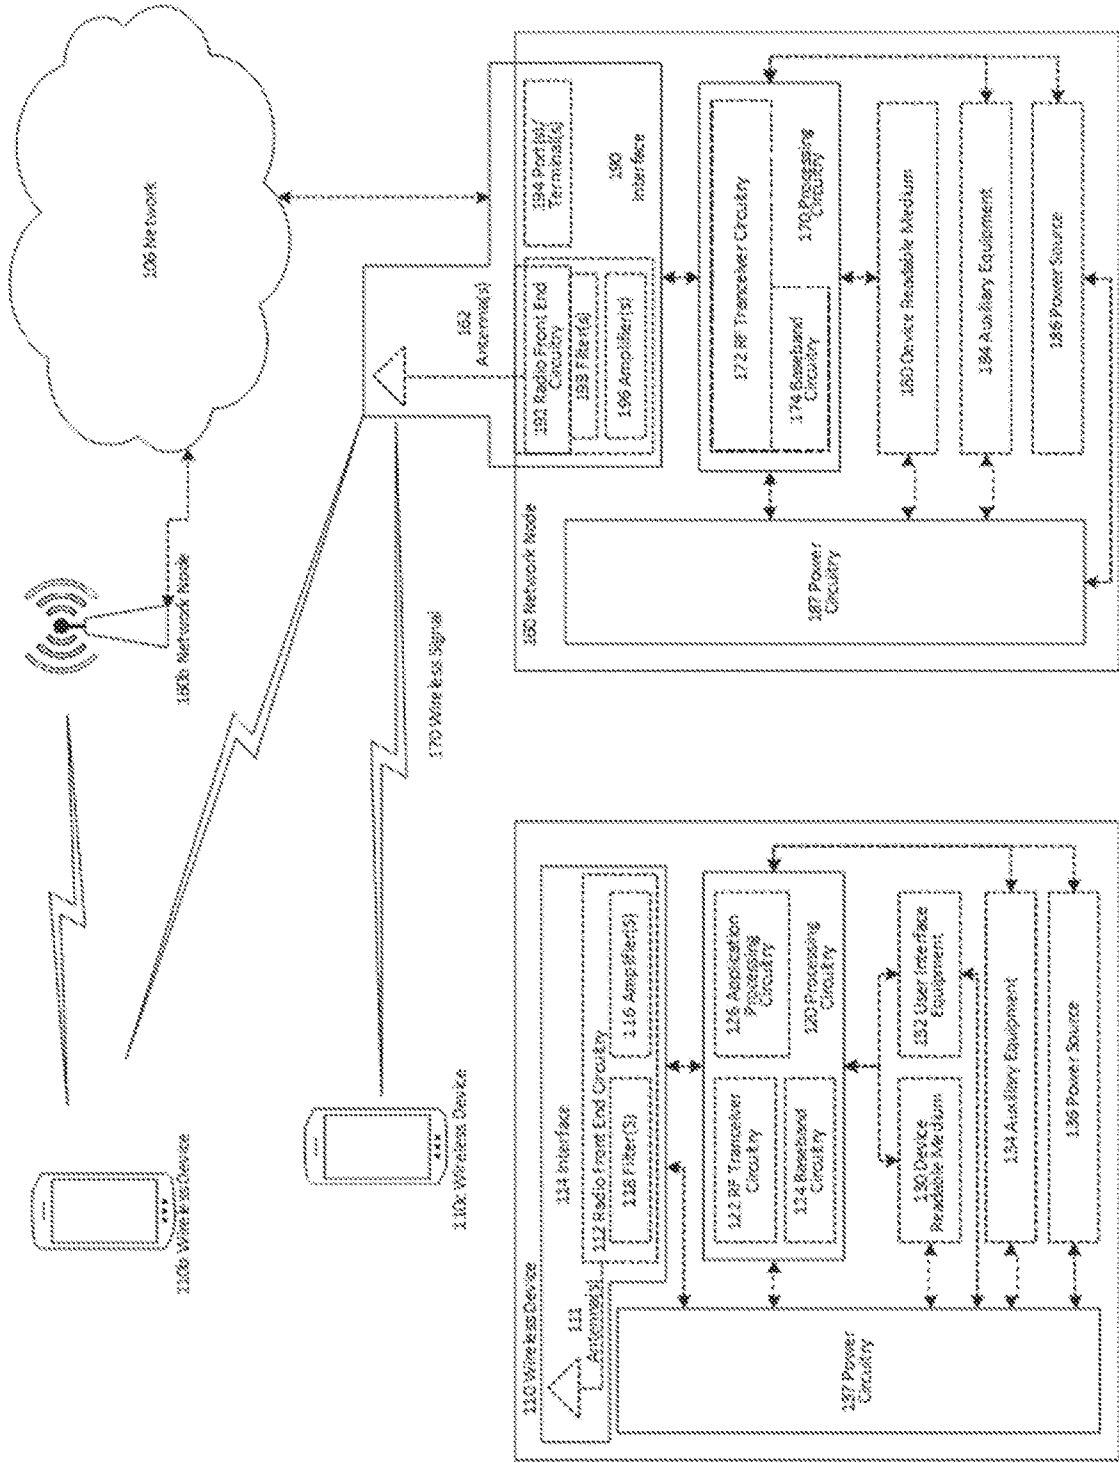 106 Network
160b Network Node
110b Wireless Device
110c Wireless Device
170 Wireless Signal
162
Antenna(s)
160 Network Node
194 Port(s)/
Terminal(s)
190
Interface
192 Radio Front End
Circuitry
198 Filter(s)
196 Amplifier(s)
172 RF Tranceiver Circuitry
174 Baseband
Circuitry
170 Processing
Circuitry
180 Device Readable Medium
184 Auxiliary Equipment
186 Power Source
187 Power
Circuitry
110 Wireless Device
111
Antenna(s)
114 Interface
112 Radio Front End Circuitry
118 Filter(S)
116 Amplifier(S)
122 RF Tranceiver
Circuitry
124 Baseband
Circuitry
126 Application
Processing
Circuitry
120 Processing
Circuitry
130 Device
Readable Medium
132 User Interface
Equipment
134 Auxiliary Equipment
136 Power Source
137 Power
Circuitry